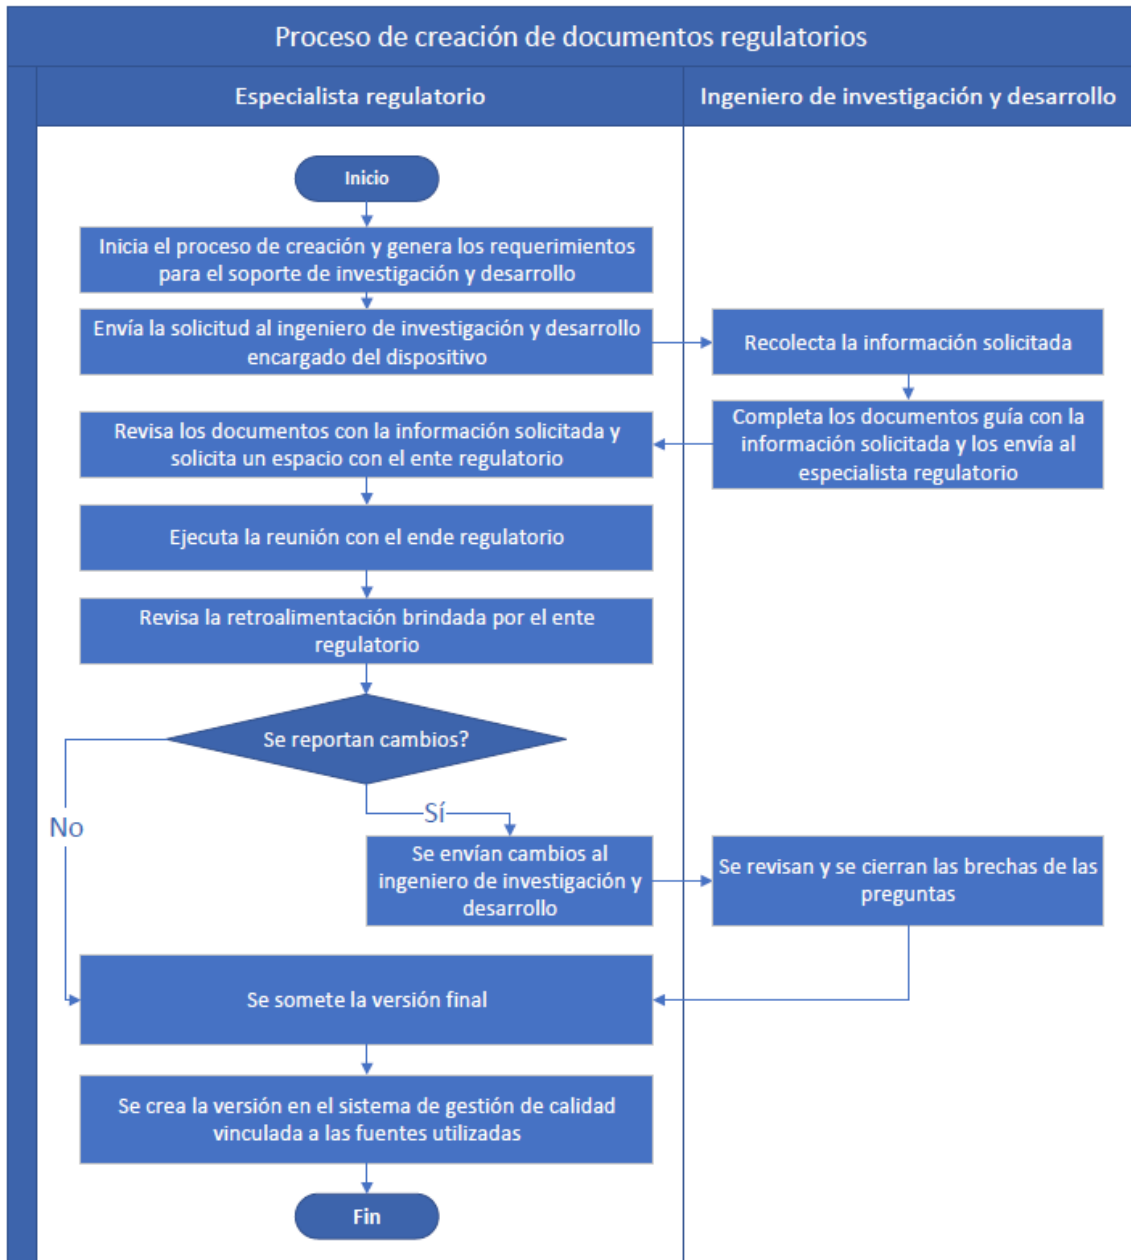 Proceso de creación de documentos regulatorios
Especialista regulatorio
Ingeniero de investigación y desarrollo
Inicio
Inicia el proceso de creación y genera los requerimientos
para el soporte de investigación y desarrollo
Envía la solicitud al ingeniero de investigación y desarrollo
encargado del dispositivo
Recolecta la información solicitada
Completa los documentos guía con la
información solicitada y los envía al
especialista regulatorio
Revisa los documentos con la información solicitada y
solicita un espacio con el ente regulatorio
Ejecuta la reunión con el ende regulatorio
Revisa la retroalimentación brindada por el ente
regulatorio
Se reportan cambios?
No
Sí
Se envían cambios al
ingeniero de investigación y
desarrollo
Se revisan y se cierran las brechas de las
preguntas
Se somete la versión final
Se crea la versión en el sistema de gestión de calidad
vinculada a las fuentes utilizadas
Fin